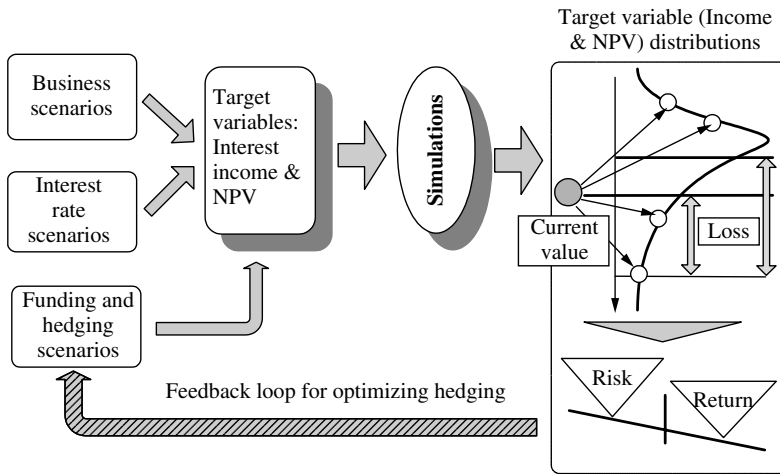 Target variable (Income
& NPV) distributions
Business
scenarios
Interest
rate
scenarios
Funding and
hedging
scenarios
Target
variables:
Interest
income &
NPV
Simulations
Current
value
Loss
Risk
Return
Feedback loop for optimizing hedging